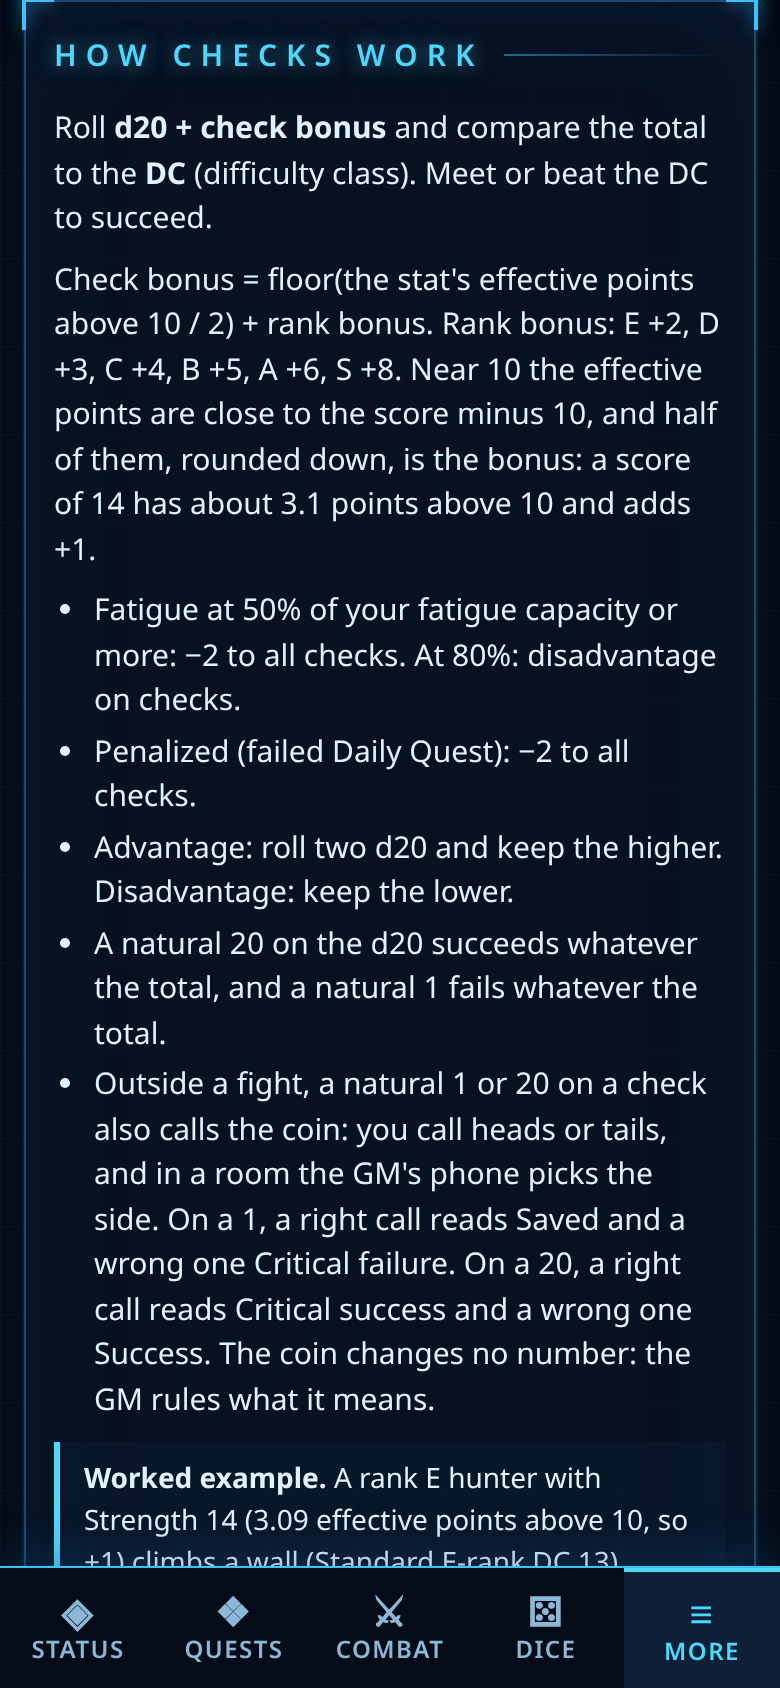 HOW CHECKS WORK
Roll d20 + check bonus and compare the total
to the DC (difficulty class). Meet or beat the DC
to succeed.
Check bonus = floor(the stat's effective points
above 10 / 2) + rank bonus. Rank bonus: E +2, D
+3, C +4, B +5, A +6, S +8. Near 10 the effective
points are close to the score minus 10, and half
of them, rounded down, is the bonus: a score
of 14 has about 3.1 points above 10 and adds
+1.
• Fatigue at 50% of your fatigue capacity or
more: −2 to all checks. At 80%: disadvantage
on checks.
• Penalized (failed Daily Quest): −2 to all
checks.
• Advantage: roll two d20 and keep the higher.
Disadvantage: keep the lower.
• A natural 20 on the d20 succeeds whatever
the total, and a natural 1 fails whatever the
total.
• Outside a fight, a natural 1 or 20 on a check
also calls the coin: you call heads or tails,
and in a room the GM's phone picks the
side. On a 1, a right call reads Saved and a
wrong one Critical failure. On a 20, a right
call reads Critical success and a wrong one
Success. The coin changes no number: the
GM rules what it means.
Worked example. A rank E hunter with
Strength 14 (3.09 effective points above 10, so
+1) climbs a wall (Standard E-rank DC 13).
STATUS
QUESTS
COMBAT
DICE
MORE